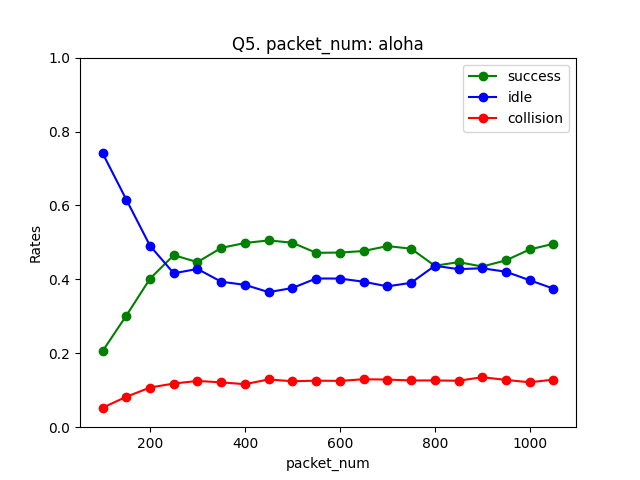 Q5. packet_num: aloha
success
idle
collision
1.0
0.8
0.6
0.4
0.2
0.0
Rates
200
400
600
800
1000
packet_num